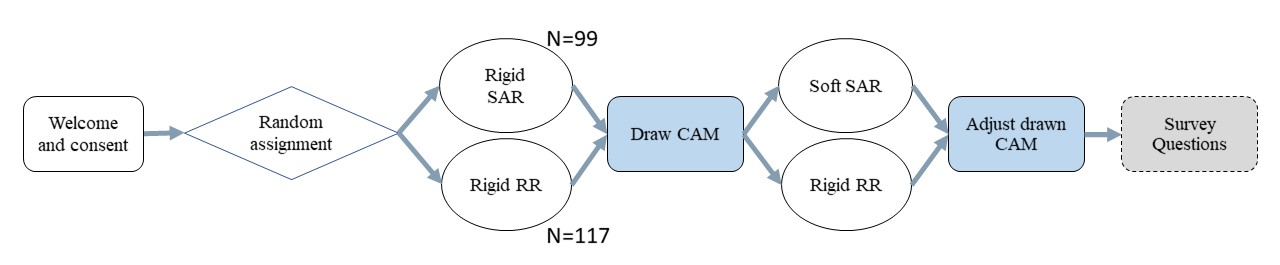 Welcome
and consent
Random
assignment
N=99
Rigid
SAR
Rigid RR
N=117
Draw CAM
Soft SAR
Rigid RR
Adjust drawn
CAM
Survey
Questions